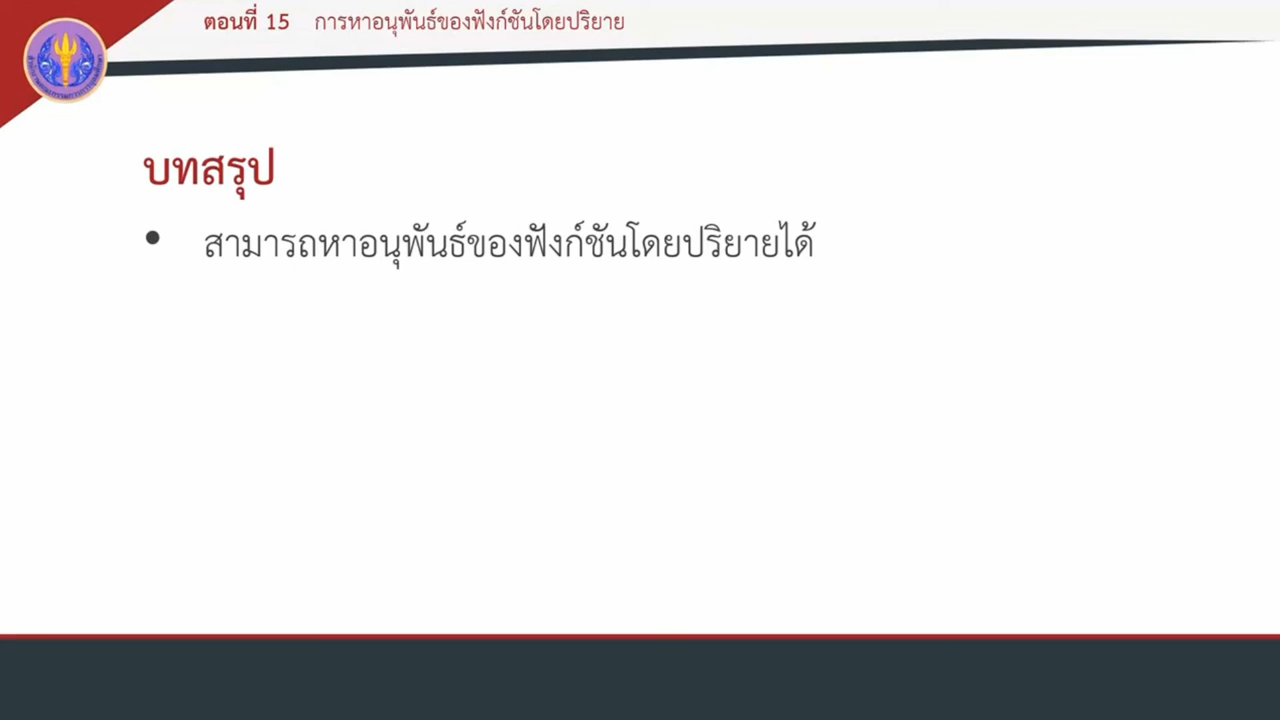 ตอนที่ 15 การหาอนุพันธ์ของฟังก์ชันโดยปริยาย
บทสรุป
• สามารถหาอนุพันธ์ของฟังก์ชันโดยปริยายได้